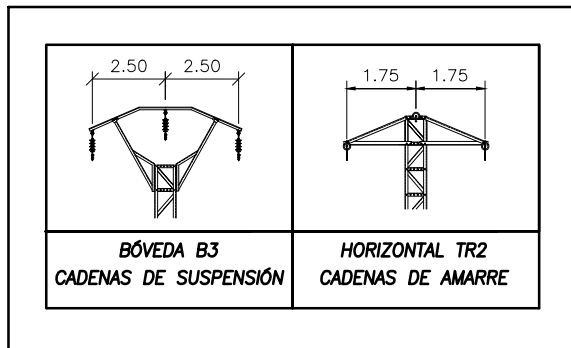 2.50 2.50
1.75 1.75
BÓVEDA B3
CADENAS DE SUSPENSIÓN
HORIZONTAL TR2
CADENAS DE AMARRE